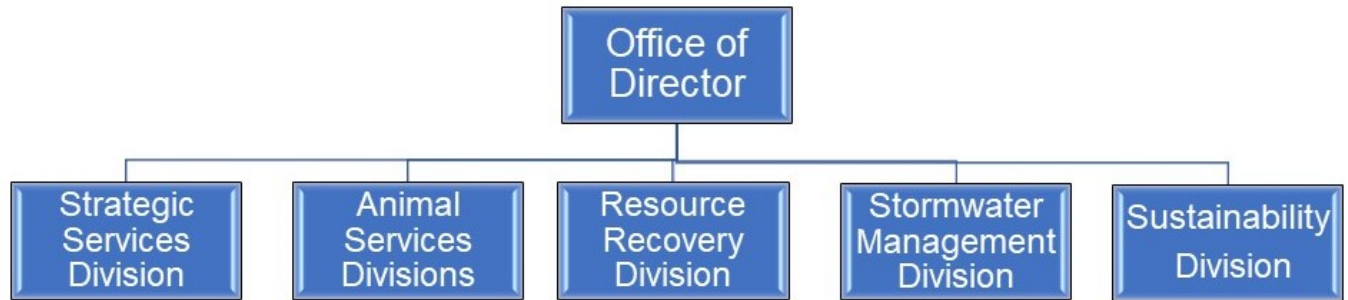 Office of
Director
Strategic
Services
Division
Animal
Services
Divisions
Resource
Recovery
Division
Stormwater
Management
Division
Sustainability
Division